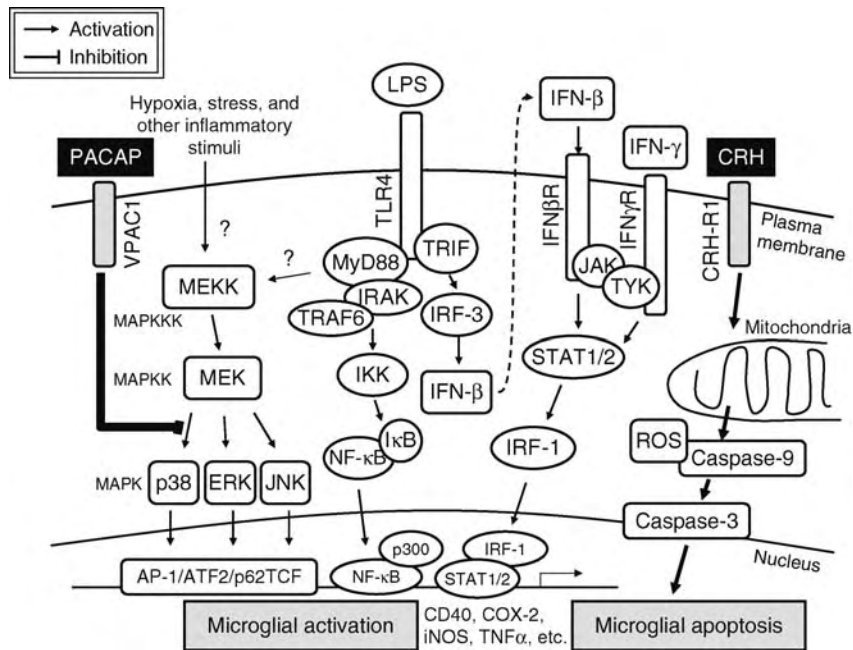 Activation
Inhibition
Hypoxia, stress, and
other inflammatory
stimuli
PACAP
VPAC1
?
?
LPS
TLR4
MyD88
TRIF
IRAK
TRAF6
IRF-3
IFN-β
IKK
IκB
NF-κB
MEKK
MAPKKK
MAPKK
MEK
MAPK
p38
ERK
JNK
IFN-β
IFNβR
IFN-γ
IFNγR
JAK
TYK
STAT1/2
IRF-1
CRH
CRH-R1
Plasma
membrane
Mitochondria
ROS
Caspase-9
Caspase-3
Nucleus
AP-1/ATF2/p62TCF
p300
NF-κB
IRF-1
STAT1/2
Microglial activation
CD40, COX-2,
iNOS, TNFα, etc.
Microglial apoptosis